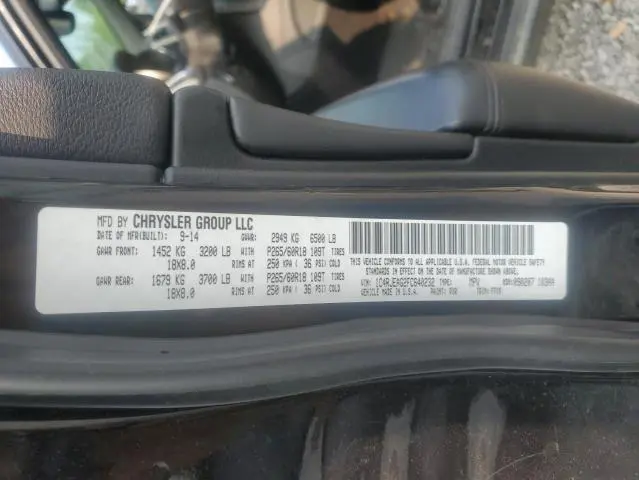 MFD BY CHRYSLER GROUP LLC
DATE OF MFR(BUILT): 9-14 GVWR: 2949 KG 6500 LB
GAWR FRONT: 1452 KG 3200 LB WITH P265/60R18 109T TIRES
18X8.0 RIMS AT 250 KPA ( 36 PSI) COLD
GAWR REAR: 1679 KG 3700 LB WITH P265/60R18 109T TIRES
18X8.0 RIMS AT 250 KPA ( 36 PSI) COLD
THIS VEHICLE CONFORMS TO ALL APPLICABLE U.S.A. FEDERAL MOTOR VEHICLE SAFETY
STANDARDS IN EFFECT ON THE DATE OF MANUFACTURE SHOWN ABOVE.
VIN: 1C4RJEAG2FC640232 TYPE: MPV
VEHICLE MADE IN U.S.A. PAINT: TRIM: